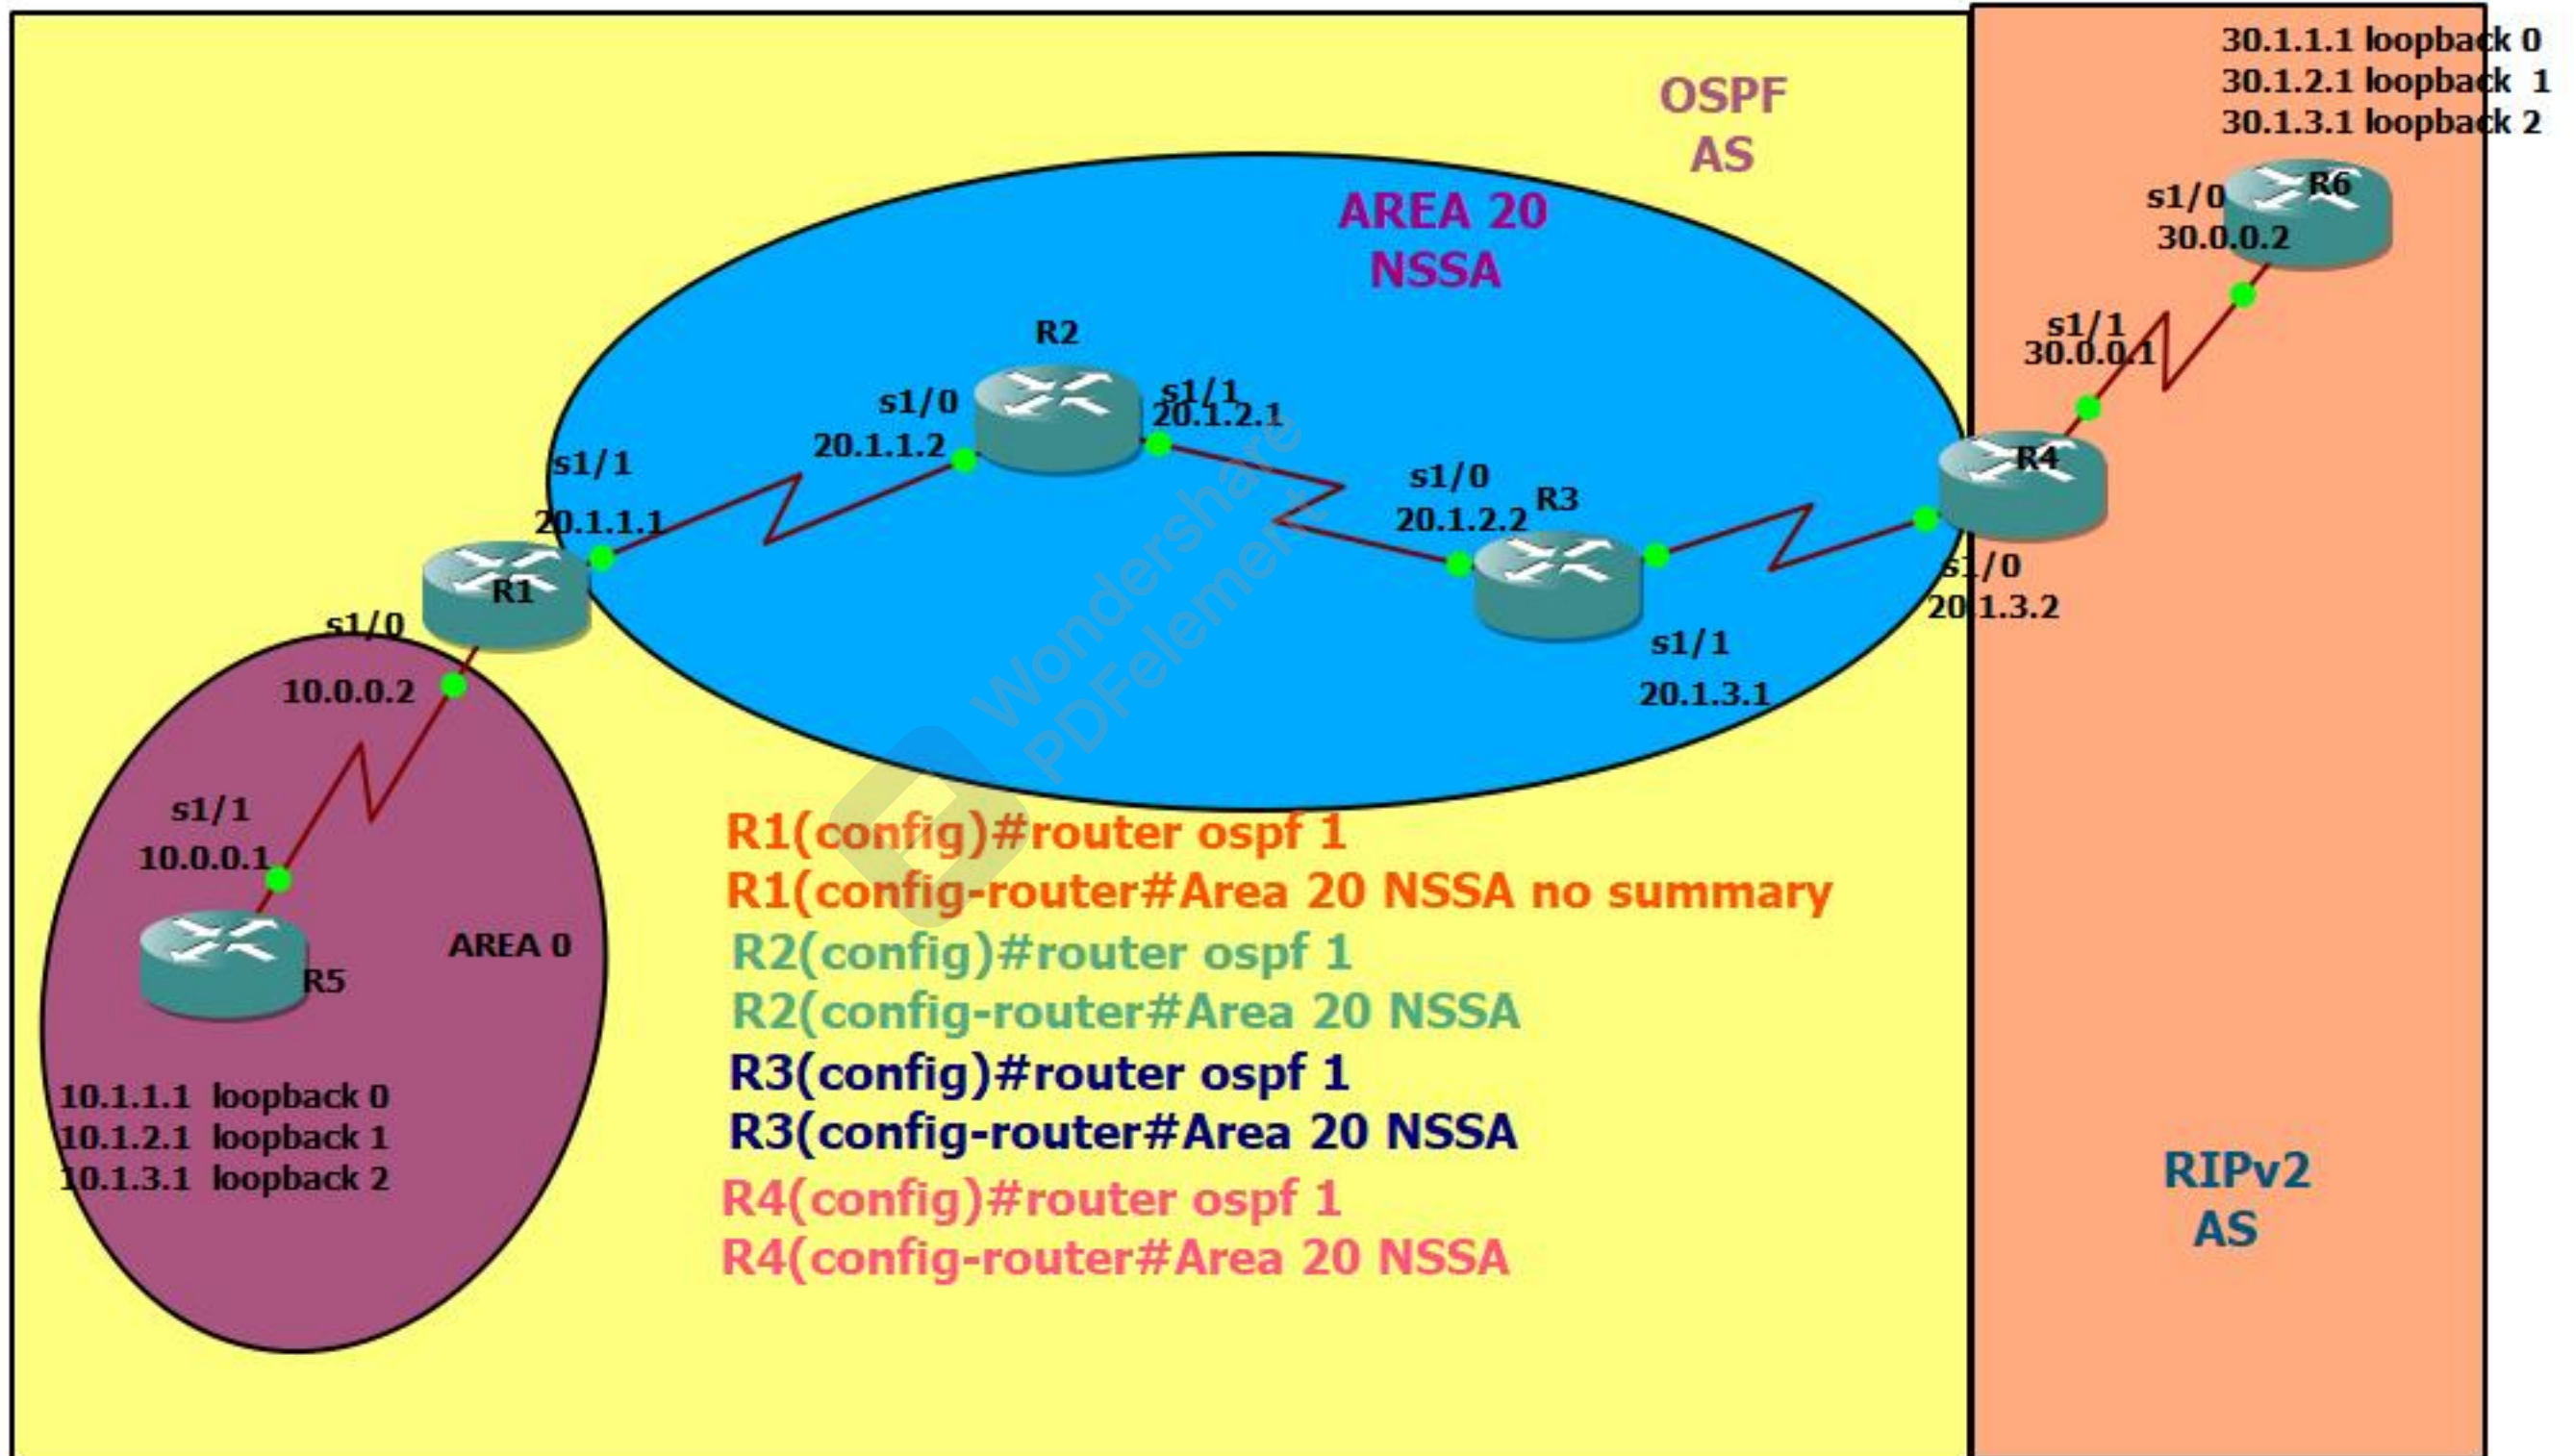 30.1.1.1 loopback 0
30.1.2.1 loopback  1
30.1.3.1 loopback 2
OSPF
AS
AREA 20
NSSA
R6
s1/0
30.0.0.2
s1/1
30.0.0.1
R2
s1/0
20.1.1.2
s1/1
20.1.2.1
s1/1
20.1.1.1
s1/0
20.1.2.2
R3
R4
s1/0
20.1.3.2
s1/1
20.1.3.1
R1
s1/0
10.0.0.2
s1/1
10.0.0.1
R5
AREA 0
10.1.1.1  loopback 0
10.1.2.1  loopback 1
10.1.3.1  loopback 2
R1(config)#router ospf 1
R1(config-router#Area 20 NSSA no summary
R2(config)#router ospf 1
R2(config-router#Area 20 NSSA
R3(config)#router ospf 1
R3(config-router#Area 20 NSSA
R4(config)#router ospf 1
R4(config-router#Area 20 NSSA
RIPv2
AS
Wondershare
PDFelement